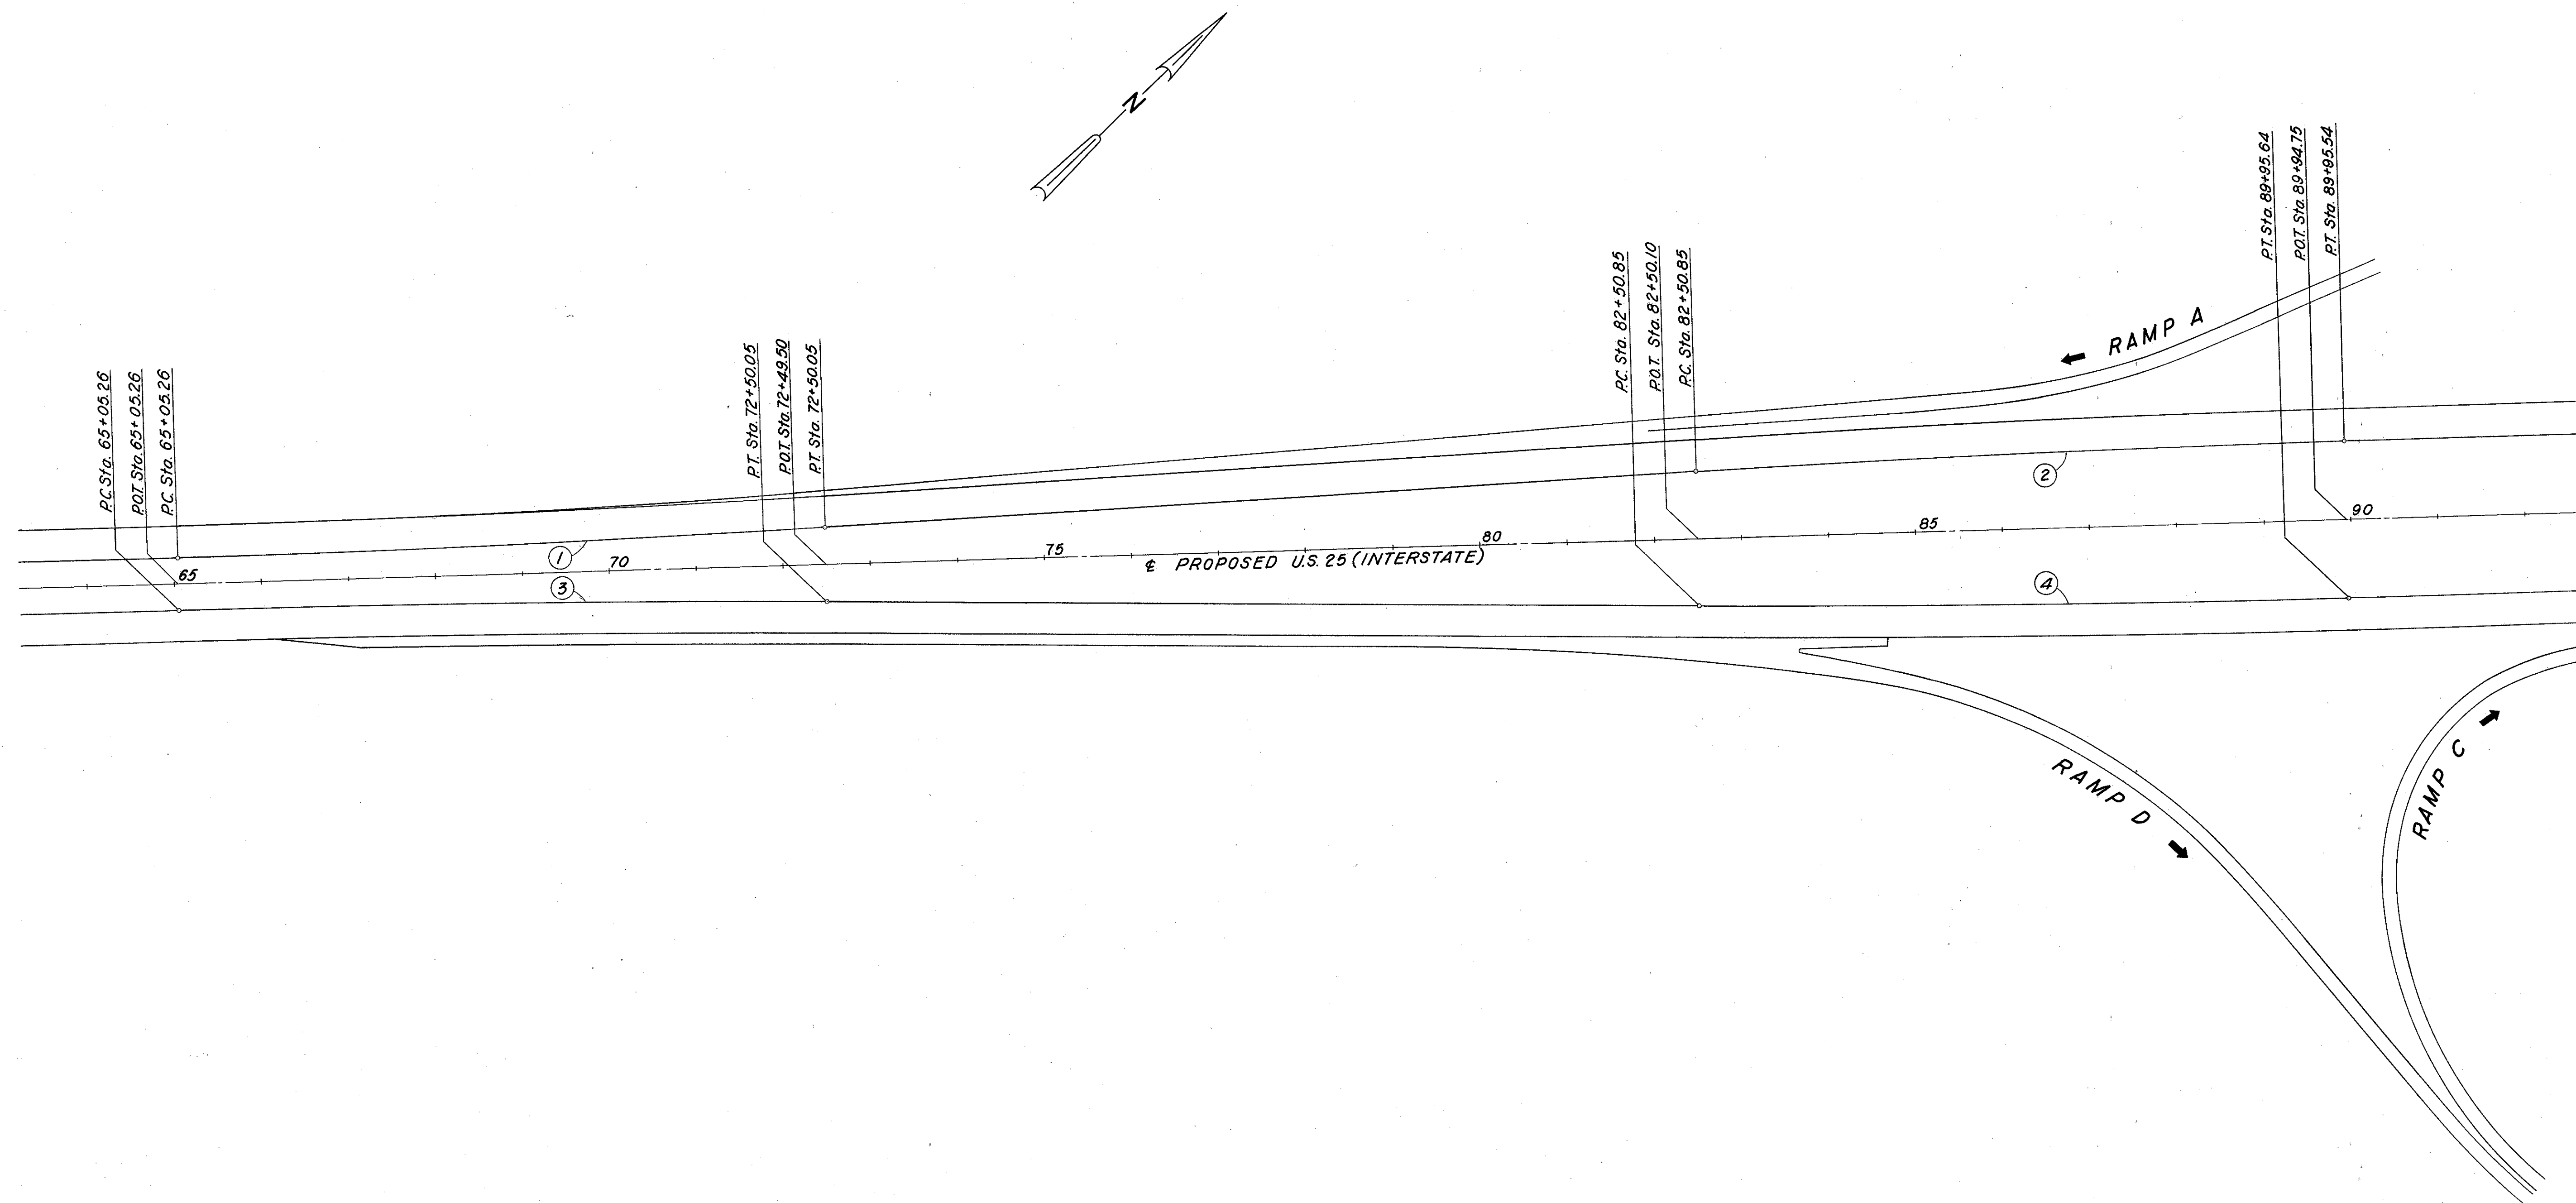 N
P.C. Sta. 65+05.26
P.O.T. Sta. 65+05.26
P.C. Sta. 65+05.26
P.T. Sta. 72+50.05
P.O.T. Sta. 72+49.50
P.T. Sta. 72+50.05
P.C. Sta. 82+50.85
P.O.T. Sta. 82+50.10
P.C. Sta. 82+50.85
P.T. Sta. 89+95.64
P.O.T. Sta. 89+94.75
P.T. Sta. 89+95.54
RAMP A
1
2
3
4
65
70
75
80
85
90
℄ PROPOSED U.S. 25 (INTERSTATE)
RAMP D
RAMP C